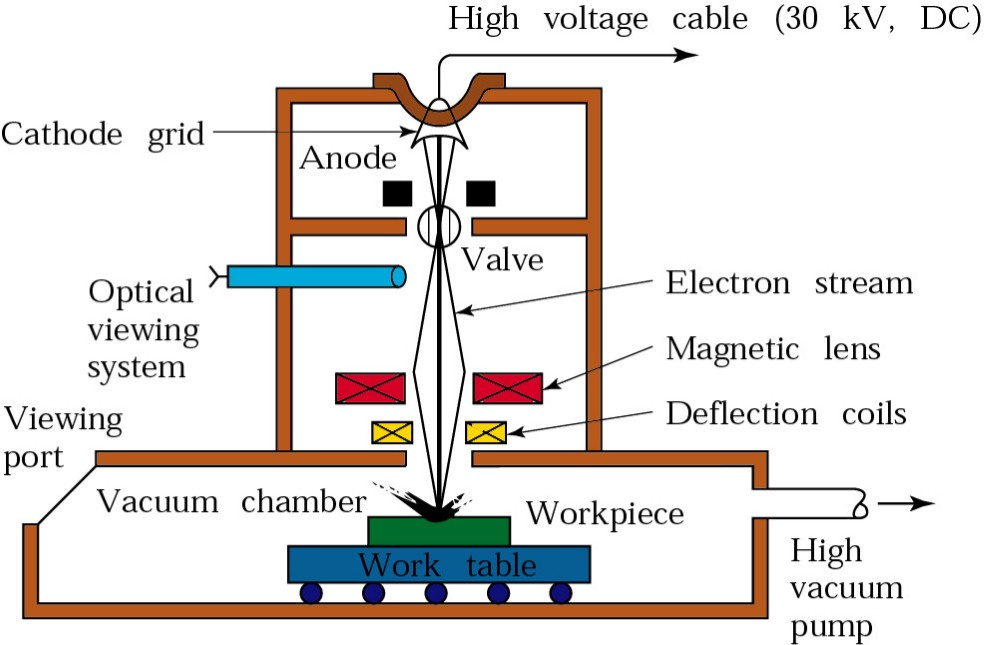 High voltage cable (30 kV, DC)
Cathode grid
Anode
Valve
Optical
viewing
system
Electron stream
Magnetic lens
Deflection coils
Viewing
port
Vacuum chamber
Workpiece
Work table
High
vacuum
pump